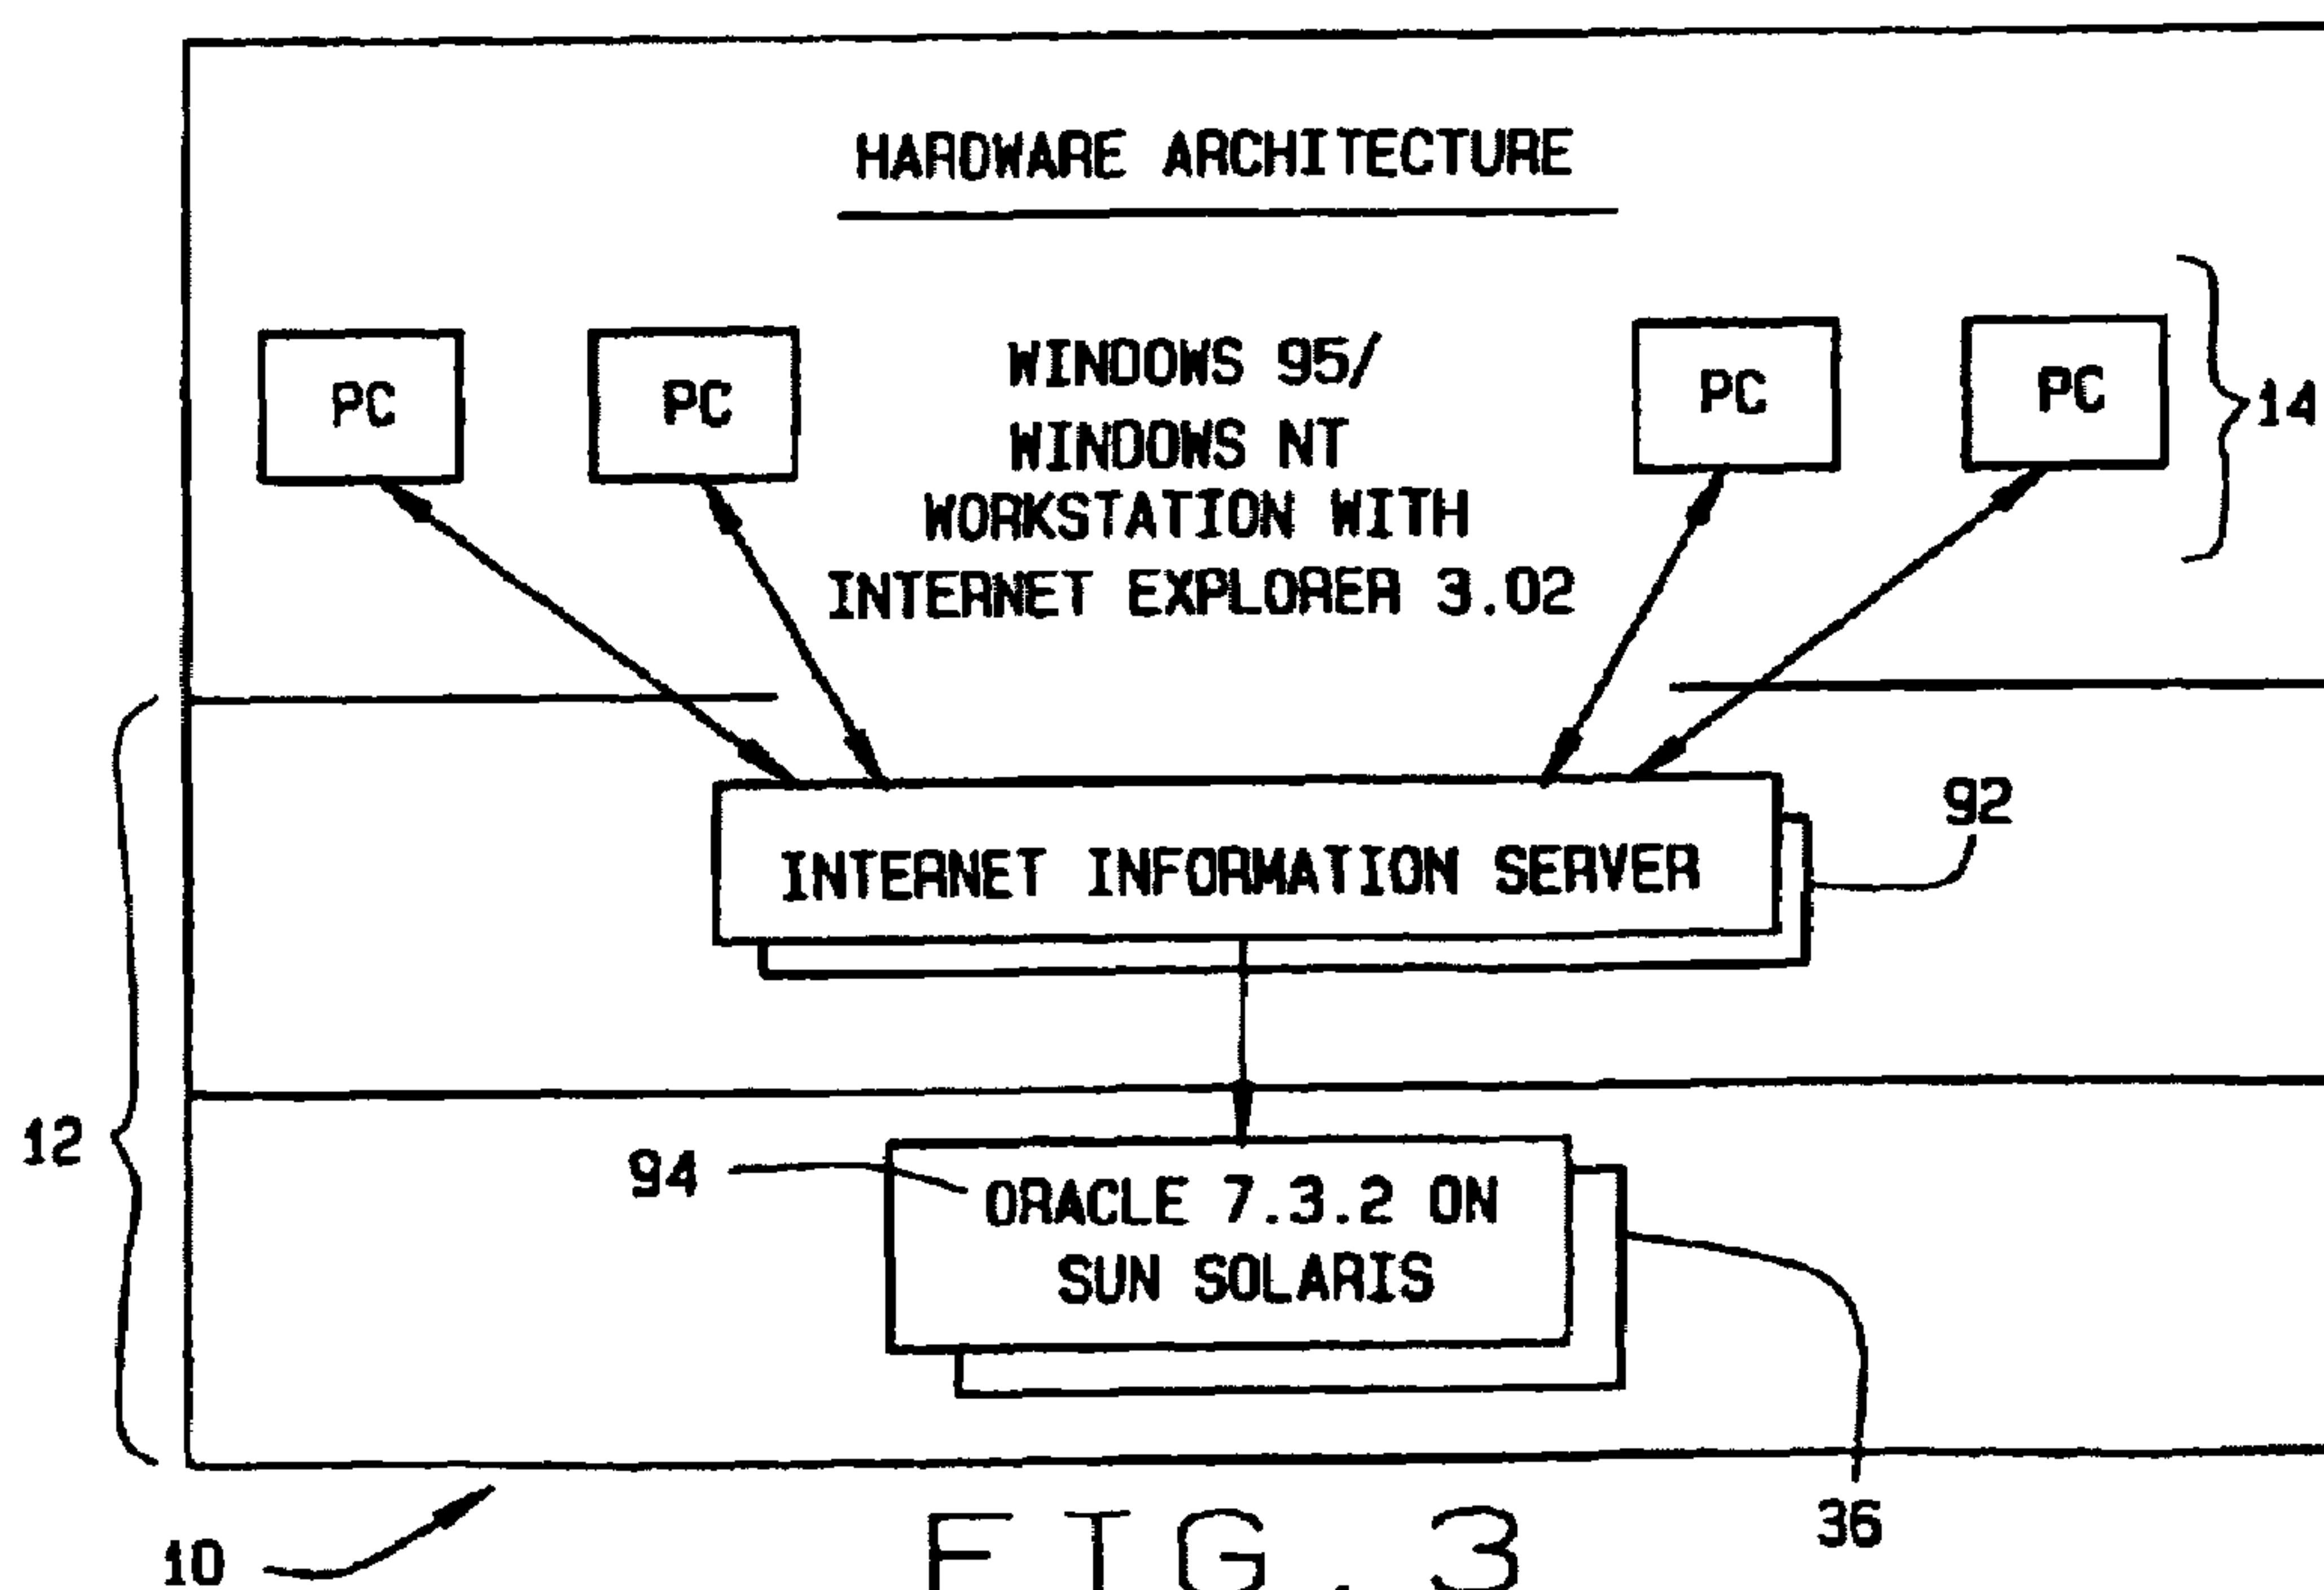 HARDWARE ARCHITECTURE
PC
PC
WINDOWS 95/
WINDOWS NT
WORKSTATION WITH
INTERNET EXPLORER 3.02
PC
PC
14
INTERNET INFORMATION SERVER
92
12
94
ORACLE 7.3.2 ON
SUN SOLARIS
36
10
FIG. 3